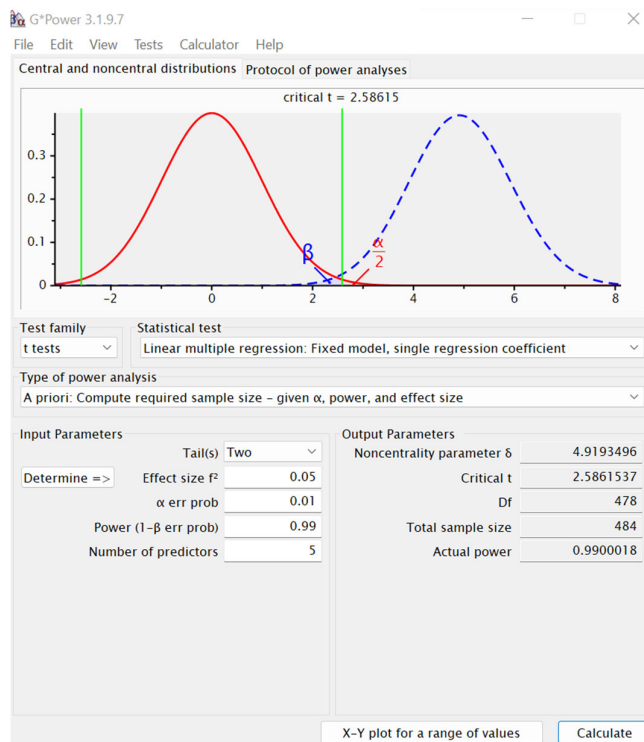 G*Power 3.1.9.7
File Edit View Tests Calculator Help
Central and noncentral distributions Protocol of power analyses
critical t = 2.58615
0.3
0.2
0.1
0
β
α
2
−2 0 2 4 6 8
Test family Statistical test
t tests Linear multiple regression: Fixed model, single regression coefficient
Type of power analysis
A priori: Compute required sample size – given α, power, and effect size
Input Parameters Output Parameters
Tail(s) Two Noncentrality parameter δ 4.9193496
Determine => Effect size f² 0.05 Critical t 2.5861537
α err prob 0.01 Df 478
Power (1-β err prob) 0.99 Total sample size 484
Number of predictors 5 Actual power 0.9900018
X-Y plot for a range of values Calculate